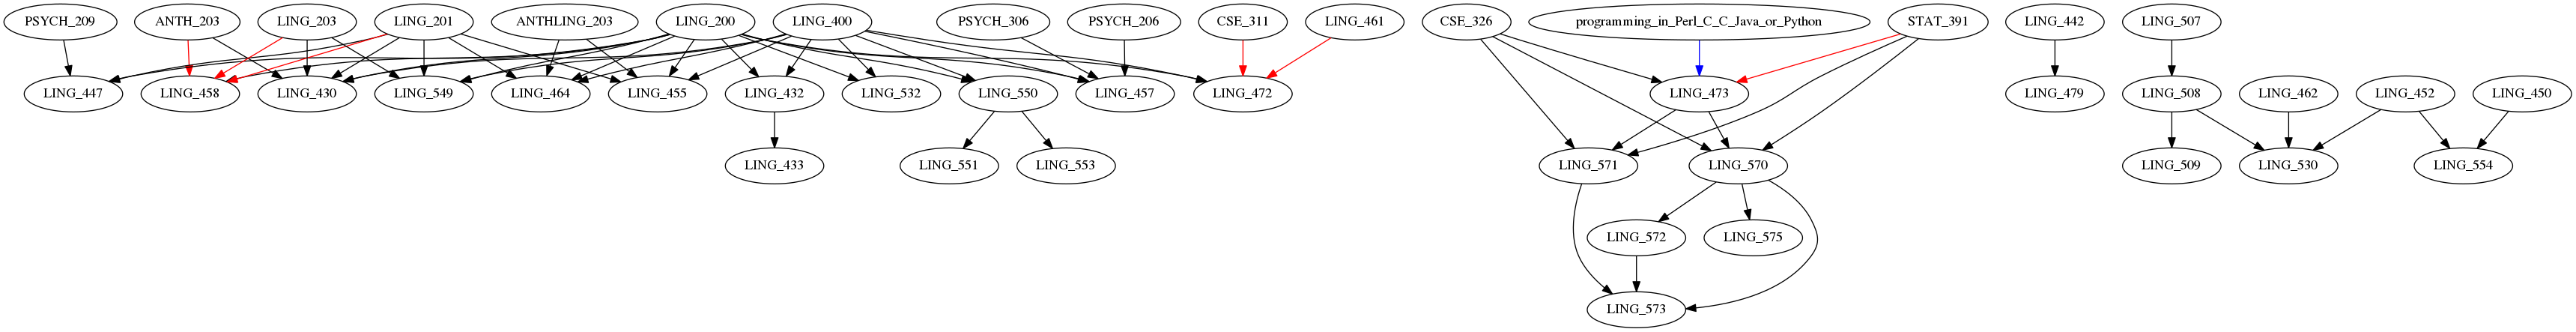 PSYCH_209
ANTH_203
LING_203
LING_201
ANTHLING_203
LING_200
LING_400
PSYCH_306
PSYCH_206
CSE_311
LING_461
CSE_326
programming_in_Perl_C_C_Java_or_Python
STAT_391
LING_442
LING_507
LING_447
LING_458
LING_430
LING_549
LING_464
LING_455
LING_432
LING_532
LING_550
LING_457
LING_472
LING_473
LING_479
LING_508
LING_462
LING_452
LING_450
LING_433
LING_551
LING_553
LING_571
LING_570
LING_509
LING_530
LING_554
LING_572
LING_575
LING_573